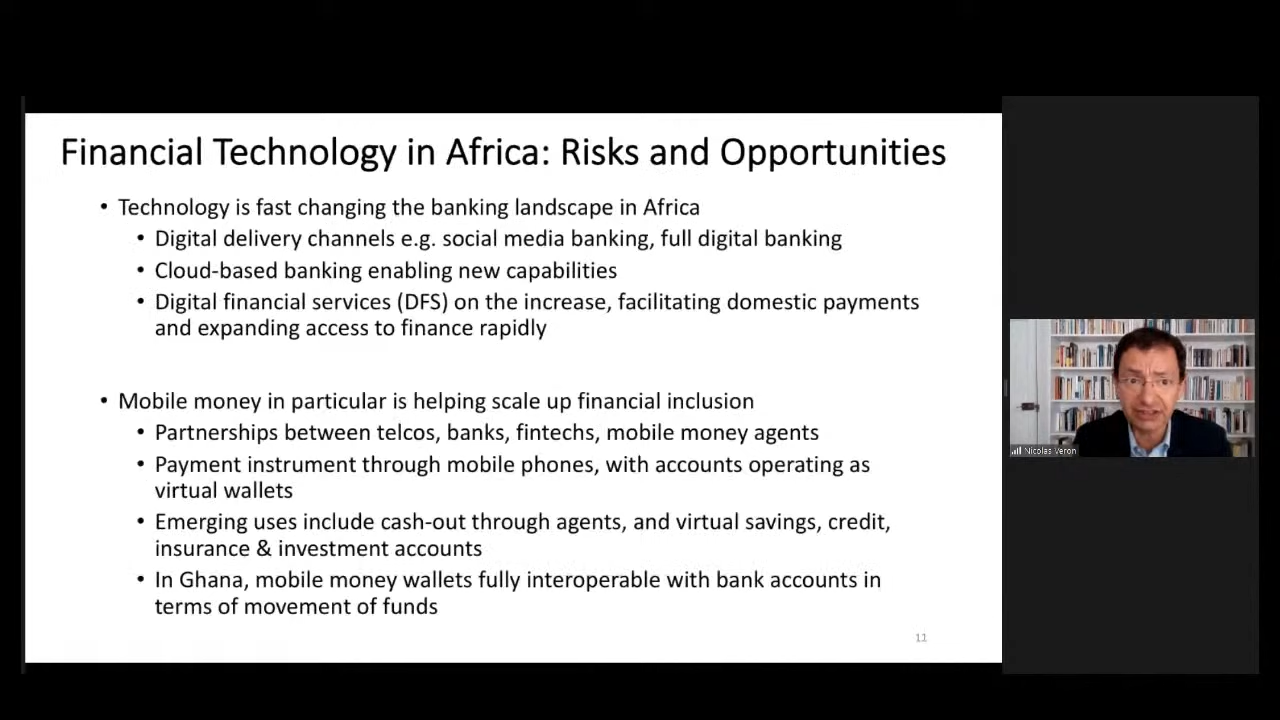 Financial Technology in Africa: Risks and Opportunities
• Technology is fast changing the banking landscape in Africa
• Digital delivery channels e.g. social media banking, full digital banking
• Cloud-based banking enabling new capabilities
• Digital financial services (DFS) on the increase, facilitating domestic payments
and expanding access to finance rapidly
• Mobile money in particular is helping scale up financial inclusion
• Partnerships between telcos, banks, fintechs, mobile money agents
• Payment instrument through mobile phones, with accounts operating as
virtual wallets
• Emerging uses include cash-out through agents, and virtual savings, credit,
insurance & investment accounts
• In Ghana, mobile money wallets fully interoperable with bank accounts in
terms of movement of funds
11
Nicolas Veron